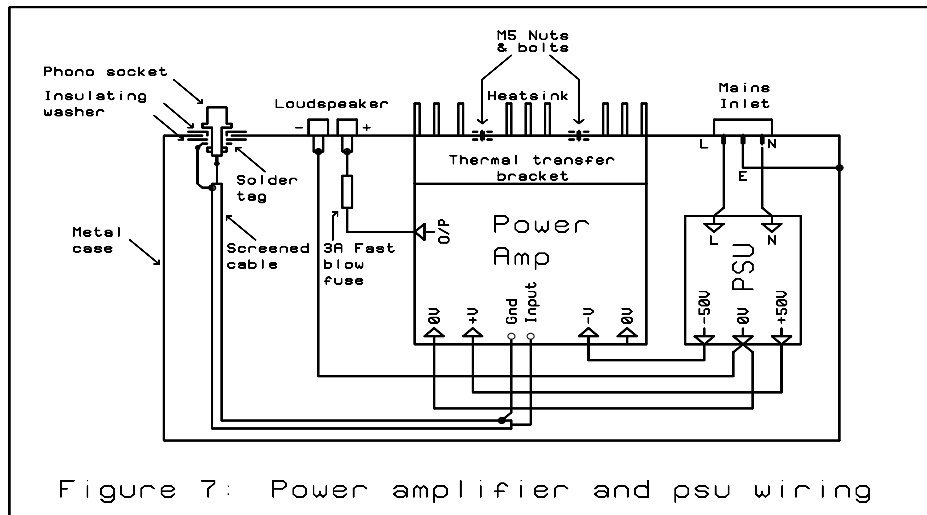 M5 Nuts
& bolts
Phono socket
Insulating
washer
Loudspeaker
- +
Heatsink
Mains
Inlet
L N
E
Thermal transfer
bracket
Solder
tag
Metal
case
Screened
cable
3A Fast
blow
fuse
O/P
Power
Amp
L N
PSU
0V +V Gnd Input -V 0V
-50V 0V +50V
Figure 7: Power amplifier and psu wiring